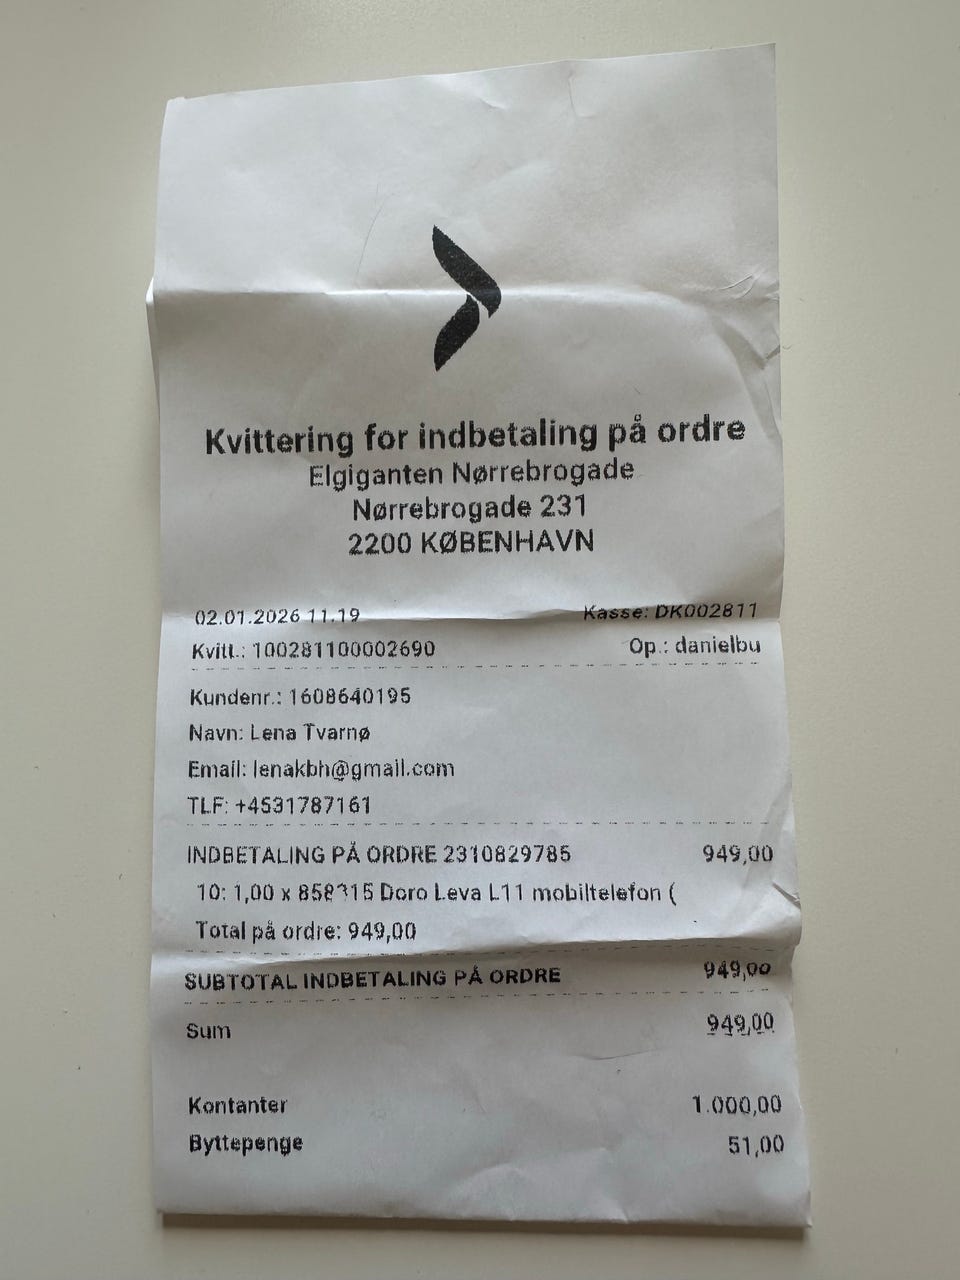 Kvittering for indbetaling på ordre
Elgiganten Nørrebrogade
Nørrebrogade 231
2200 KØBENHAVN
02.01.2026 11.19 Kasse: DK002811
Kvitt.: 100281100002690 Op.: danielbu
Kundenr.: 1608640195
Navn: Lena Tvarnø
Email: lenakbh@gmail.com
TLF: +4531787161
INDBETALING PÅ ORDRE 2310829785 949,00
10: 1,00 x Doro Leva L11 mobiltelefon (
Total på ordre: 949,00
SUBTOTAL INDBETALING PÅ ORDRE 949,00
Sum 949,00
Kontanter 1.000,00
Byttepenge 51,00